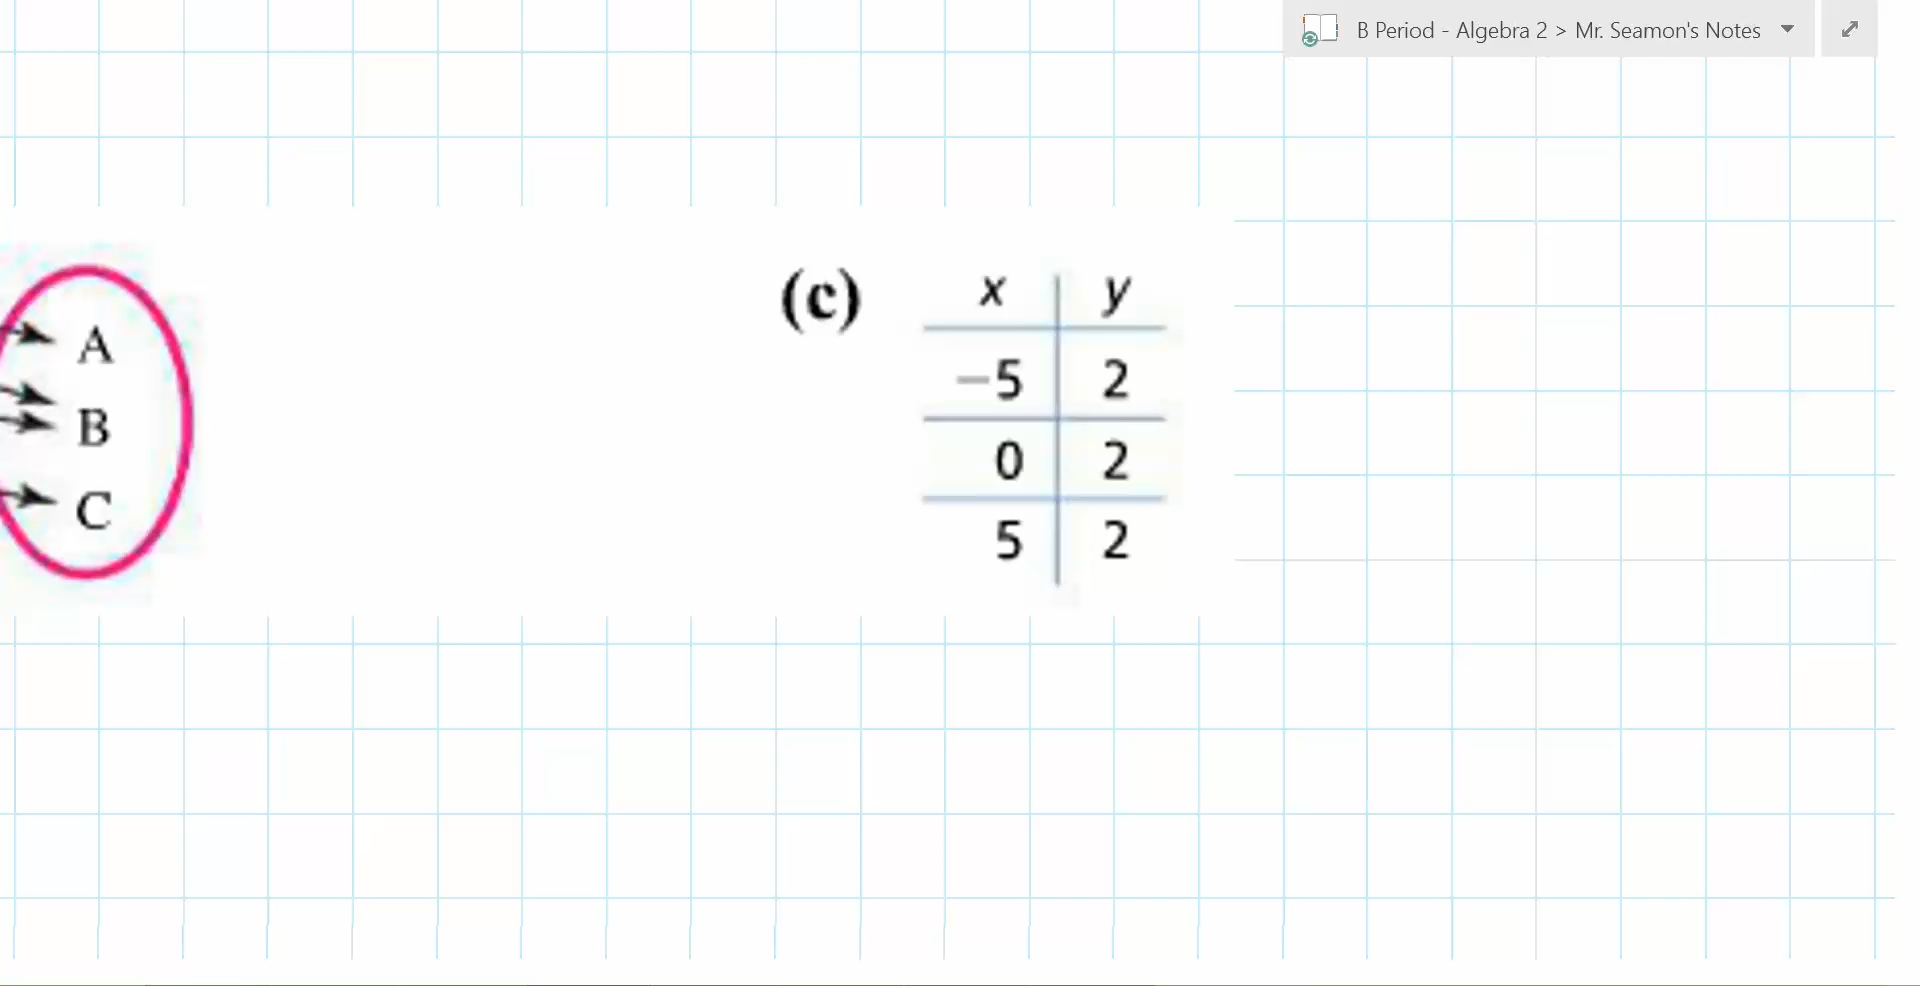 B Period - Algebra 2 > Mr. Seamon's Notes
A
B
C
(c)
x y
−5 2
0 2
5 2